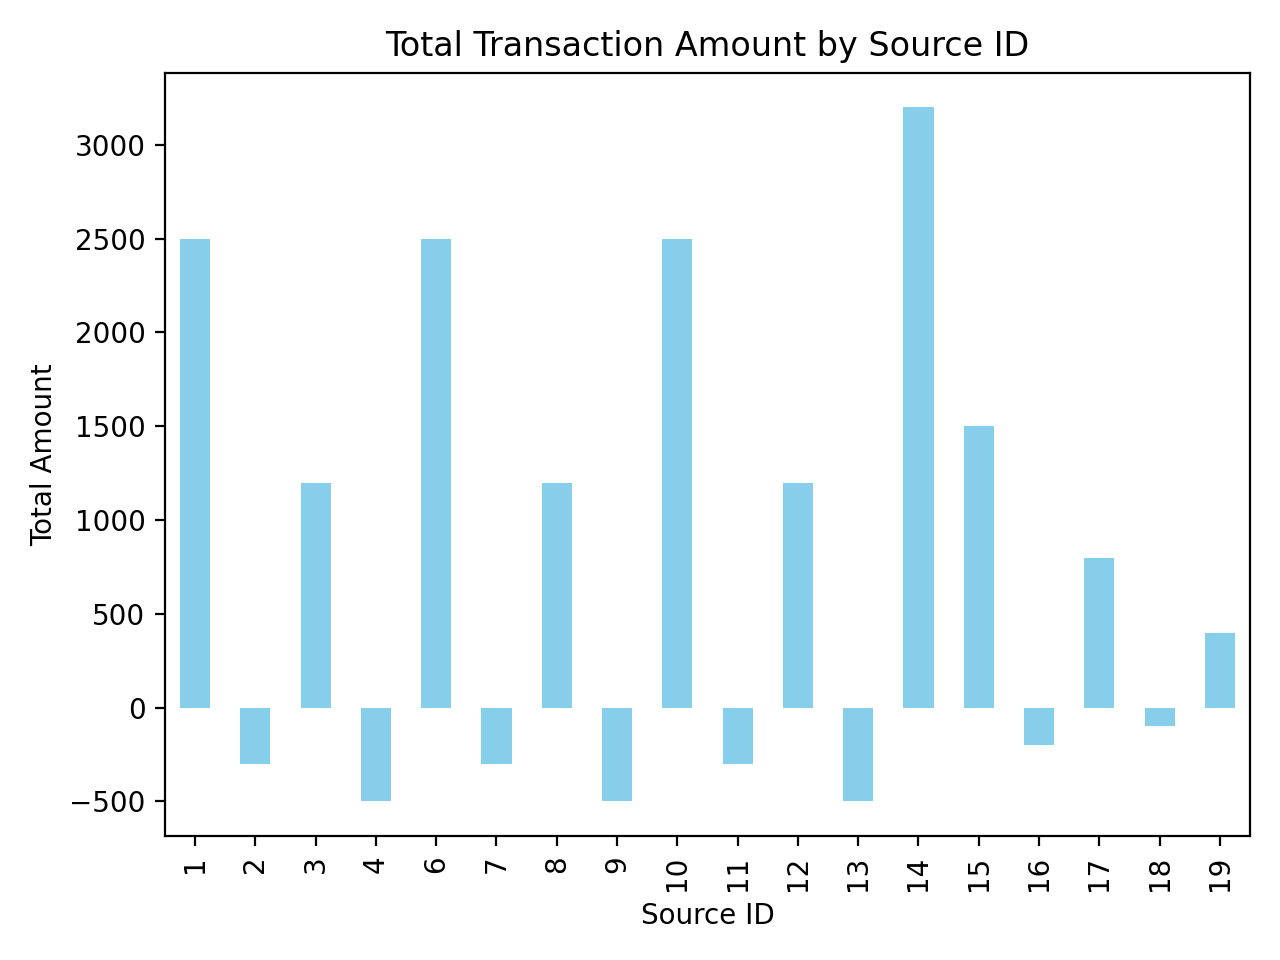 Total Transaction Amount by Source ID
Total Amount
3000
2500
2000
1500
1000
500
0
−500
1 2 3 4 6 7 8 9 10 11 12 13 14 15 16 17 18 19
Source ID